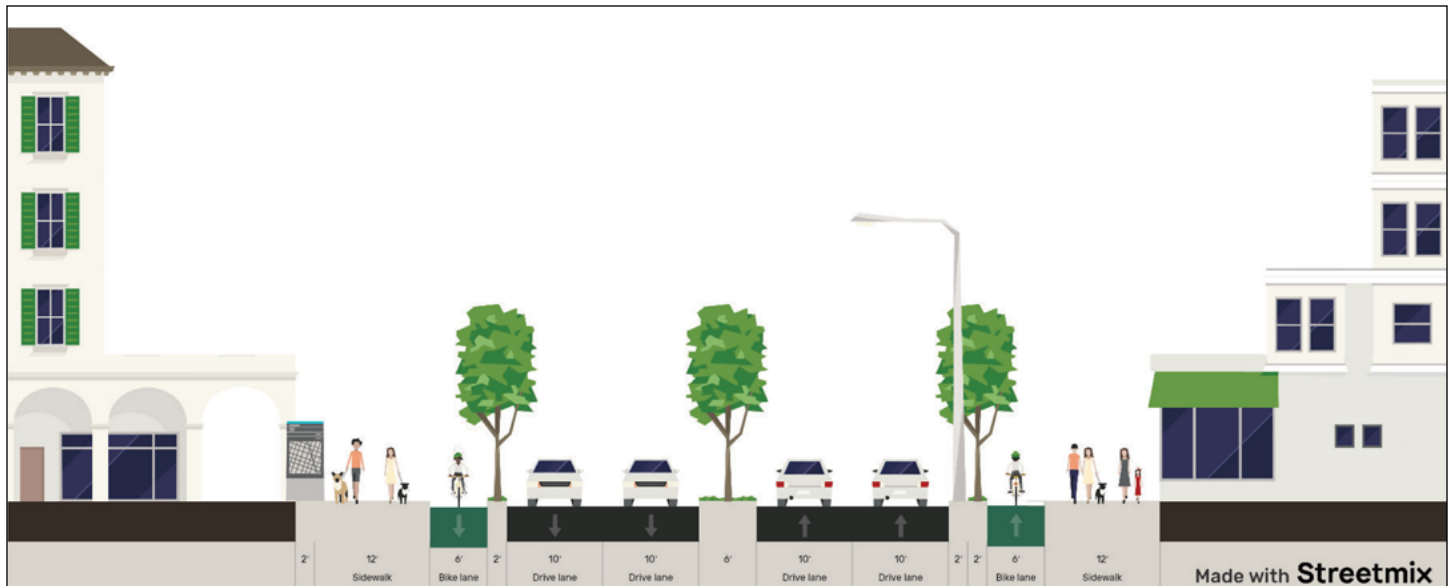 2' 12' 6' 2' 10' 10' 6' 10' 10' 2' 2' 6' 12'
Sidewalk Bike lane Drive lane Drive lane Drive lane Drive lane Bike lane Sidewalk
Made with Streetmix